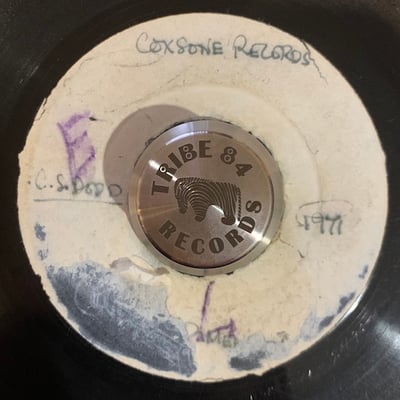 COXSONE RECORDS
E
C.S. DODD
TRIBE 84
RECORDS
1971